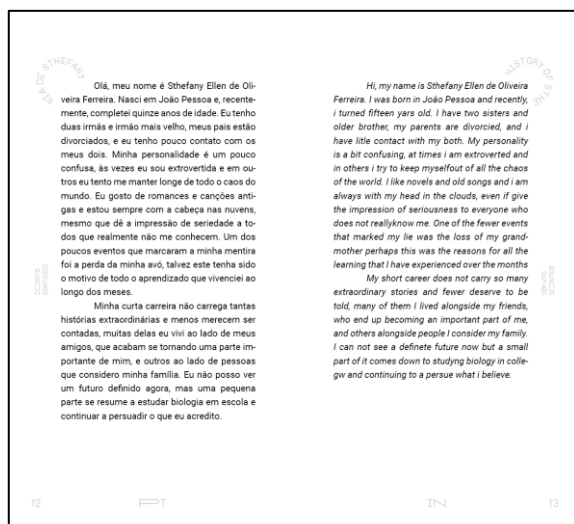 DE STHEFANY
Olá, meu nome é Sthefany Ellen de Oli-
veira Ferreira. Nasci em João Pessoa e, recente-
mente, completei quinze anos de idade. Eu tenho
duas irmãs e irmão mais velho, meus pais estão
divorciados, e eu tenho pouco contato com os
meus dois. Minha personalidade é um pouco
confusa, às vezes eu sou extrovertida e em ou-
tros eu tento me manter longe de todo o caos do
mundo. Eu gosto de romances e canções anti-
gas e estou sempre com a cabeça nas nuvens,
mesmo que dê a impressão de seriedade a to-
dos que realmente não me conhecem. Um dos
poucos eventos que marcaram a minha mentira
foi a perda da minha avó, talvez este tenha sido
o motivo de todo o aprendizado que vivenciei ao
longo dos meses.
Minha curta carreira não carrega tantas
histórias extraordinárias e menos merecem ser
contadas, muitas delas eu vivi ao lado de meus
amigos, que acabam se tornando uma parte im-
portante de mim, e outros ao lado de pessoas
que considero minha família. Eu não posso ver
um futuro definido agora, mas uma pequena
parte se resume a estudar biologia em escola e
continuar a persuadir o que eu acredito.
12
PT
HISTORY OF STHE
Hi, my name is Sthefany Ellen de Oliveira
Ferreira. I was born in João Pessoa and recently,
i turned fifteen yars old. I have two sisters and
older brother, my parents are divorcied, and i
have litle contact with my both. My personality
is a bit confusing, at times i am extroverted and
in others i try to keep myselfout of all the chaos
of the world. I like novels and old songs and i am
always with my head in the clouds, even if give
the impression of seriousness to everyone who
does not reallyknow me. One of the fewer events
that marked my lie was the loss of my grand-
mother perhaps this was the reasons for all the
learning that I have experienced over the months
My short career does not carry so many
extraordinary stories and fewer deserve to be
told, many of them I lived alongside my friends,
who end up becoming an important part of me,
and others alongside people I consider my family.
I can not see a definete future now but a small
part of it comes down to studyng biology in colle-
gw and continuing to a persue what i believe.
IN
13